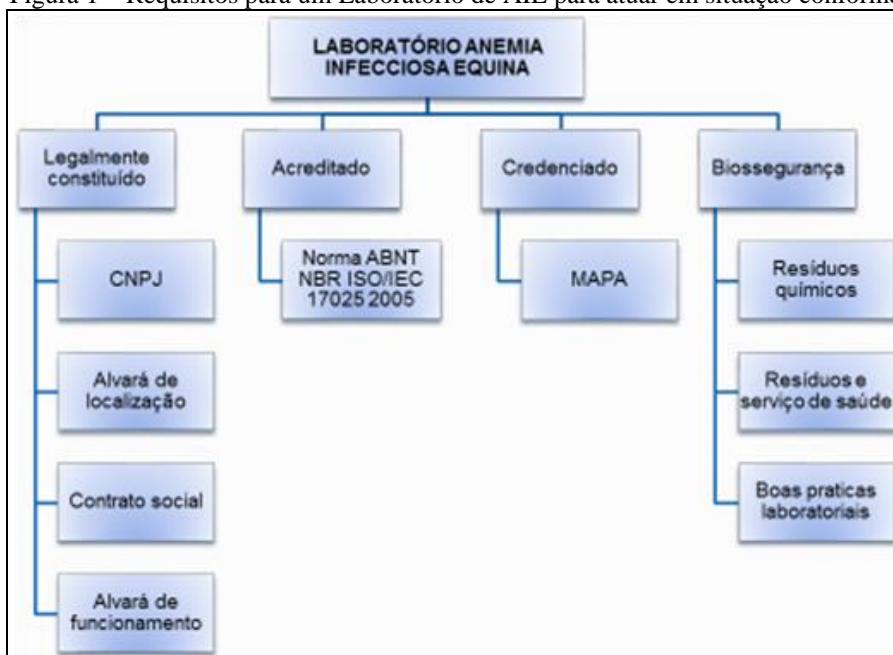 Figura 1 – Requisitos para um Laboratório de AIE para atuar em situação
LABORATÓRIO ANEMIA
INFECCIOSA EQUINA
Legalmente
constituído
Acreditado
Credenciado
Biossegurança
CNPJ
Norma ABNT
NBR ISO/IEC
17025 2005
MAPA
Resíduos
químicos
Alvará de
localização
Resíduos e
serviço de saúde
Contrato social
Boas praticas
laboratoriais
Alvará de
funcionamento